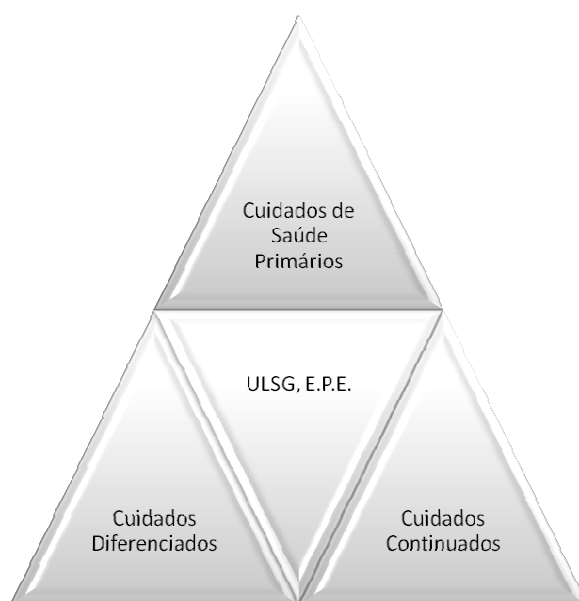 Cuidados de
Saúde
Primários
ULSG, E.P.E.
Cuidados
Diferenciados
Cuidados
Continuados